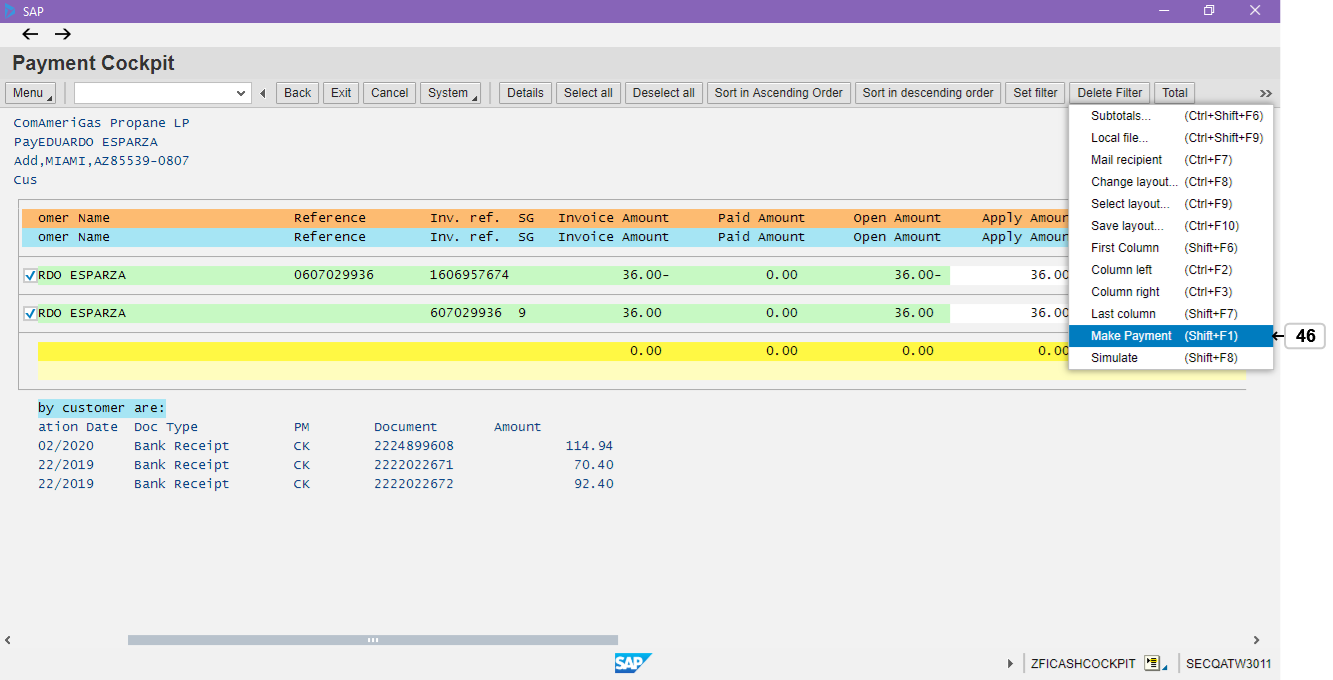 SAP
Payment Cockpit
Menu Back Exit Cancel System Details Select all Deselect all Sort in Ascending Order Sort in descending order Set filter Delete Filter Total
ComAmeriGas Propane LP
PayEDUARDO ESPARZA
Add,MIAMI,AZ85539-0807
Cus
omer Name Reference Inv. ref. SG Invoice Amount Paid Amount Open Amount Apply Amour
omer Name Reference Inv. ref. SG Invoice Amount Paid Amount Open Amount Apply Amour
RDO ESPARZA 0607029936 1606957674 36.00- 0.00 36.00- 36.00
RDO ESPARZA 607029936 9 36.00 0.00 36.00 36.00
0.00 0.00 0.00 0.00
by customer are:
ation Date Doc Type PM Document Amount
02/2020 Bank Receipt CK 2224899608 114.94
22/2019 Bank Receipt CK 2222022671 70.40
22/2019 Bank Receipt CK 2222022672 92.40
Subtotals... (Ctrl+Shift+F6)
Local file... (Ctrl+Shift+F9)
Mail recipient (Ctrl+F7)
Change layout... (Ctrl+F8)
Select layout... (Ctrl+F9)
Save layout... (Ctrl+F10)
First Column (Shift+F6)
Column left (Ctrl+F2)
Column right (Ctrl+F3)
Last column (Shift+F7)
Make Payment (Shift+F1)
Simulate (Shift+F8)
46
SAP
ZFICASHCOCKPIT SECQATW3011